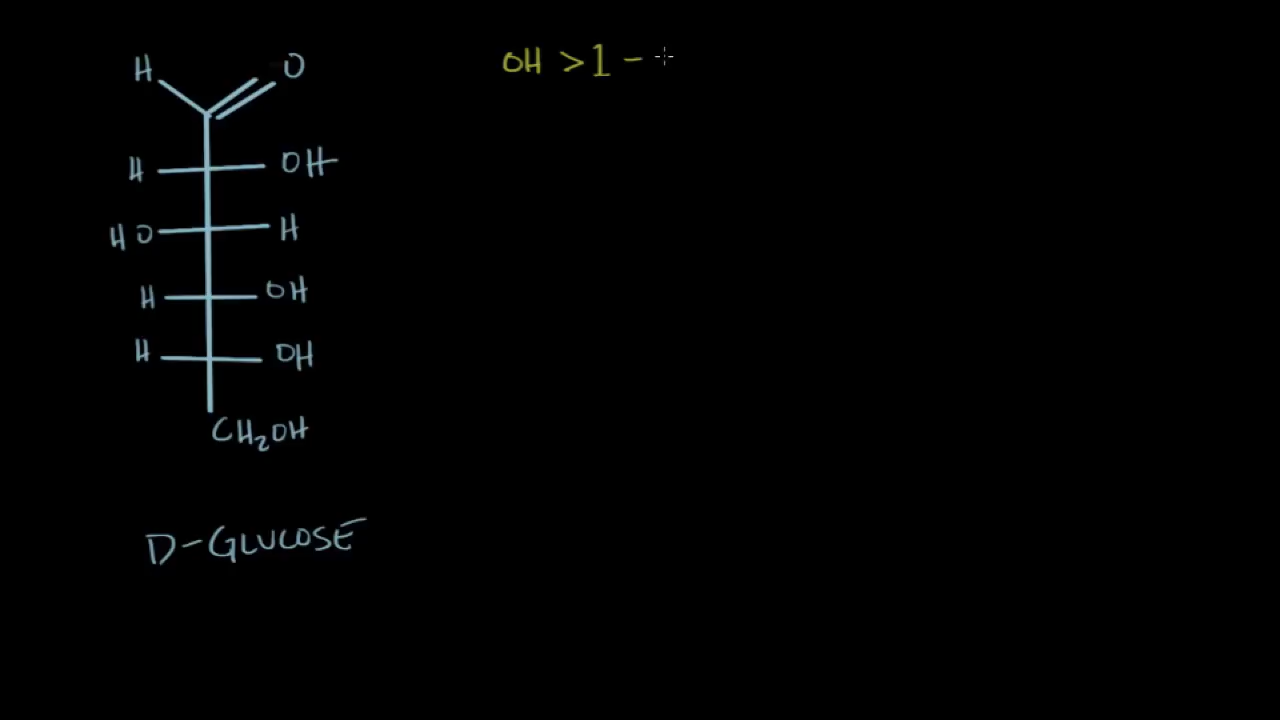 H O OH > 1 -
H OH
HO H
H OH
H OH
CH₂OH
D-GLUCOSE